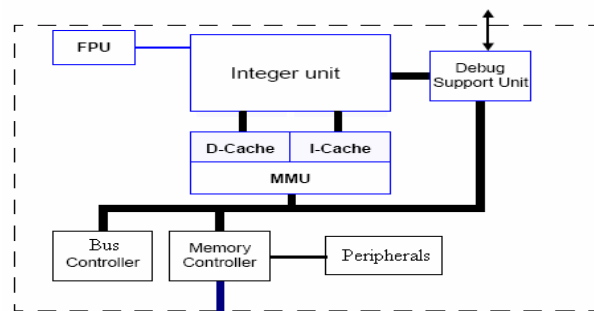 FPU
Integer unit
Debug
Support Unit
D-Cache
I-Cache
MMU
Bus
Controller
Memory
Controller
Peripherals